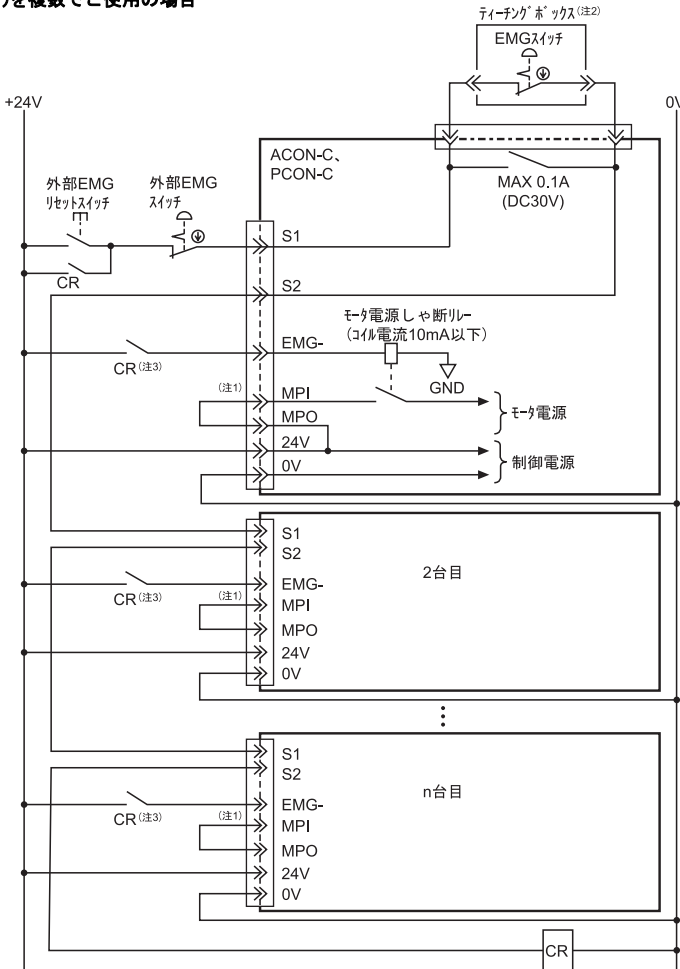 を複数でご使用の場合
ティーチングボックス(注2)
EMGスイッチ
+24V
0V
ACON-C、
PCON-C
MAX 0.1A
(DC30V)
外部EMG
リセットスイッチ
外部EMG
スイッチ
S1
CR
S2
モータ電源しゃ断リレー
(コイル電流10mA以下)
EMG-
CR(注3)
GND
(注1)
MPI
MPO
モータ電源
24V
制御電源
0V
S1
S2
2台目
EMG-
CR(注3)
(注1)
MPI
MPO
24V
0V
S1
S2
n台目
EMG-
CR(注3)
(注1)
MPI
MPO
24V
0V
CR